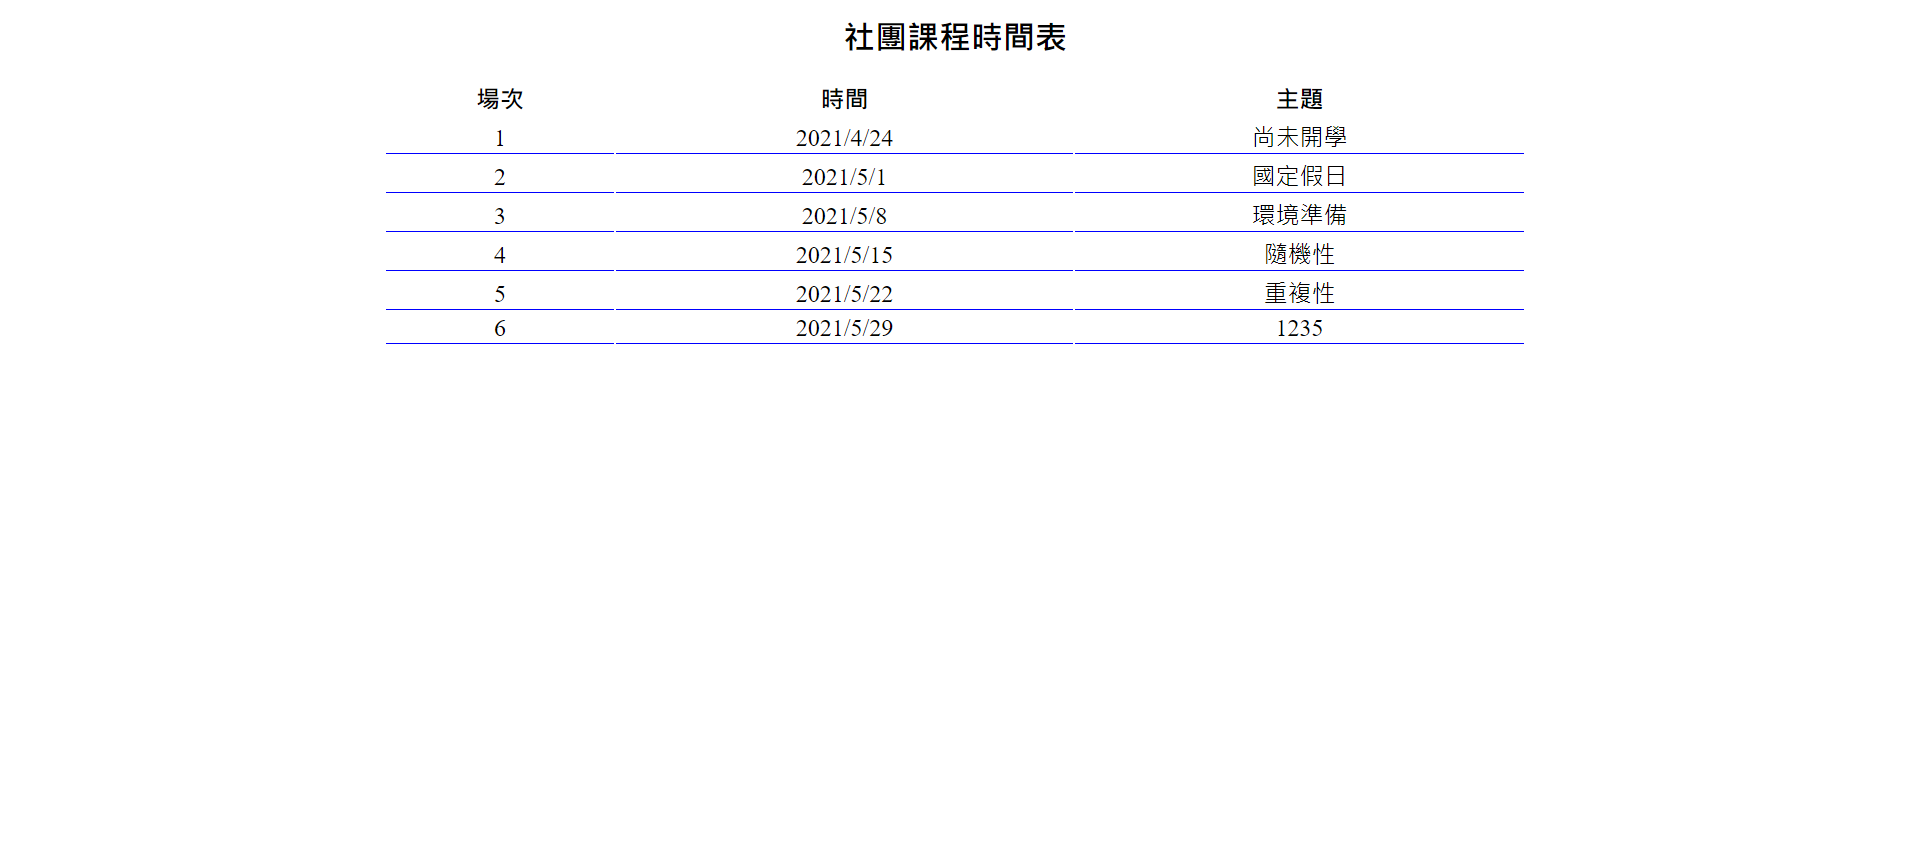 社團課程時間表
場次 時間 主題
1 2021/4/24 尚未開學
2 2021/5/1 國定假日
3 2021/5/8 環境準備
4 2021/5/15 隨機性
5 2021/5/22 重複性
6 2021/5/29 1235